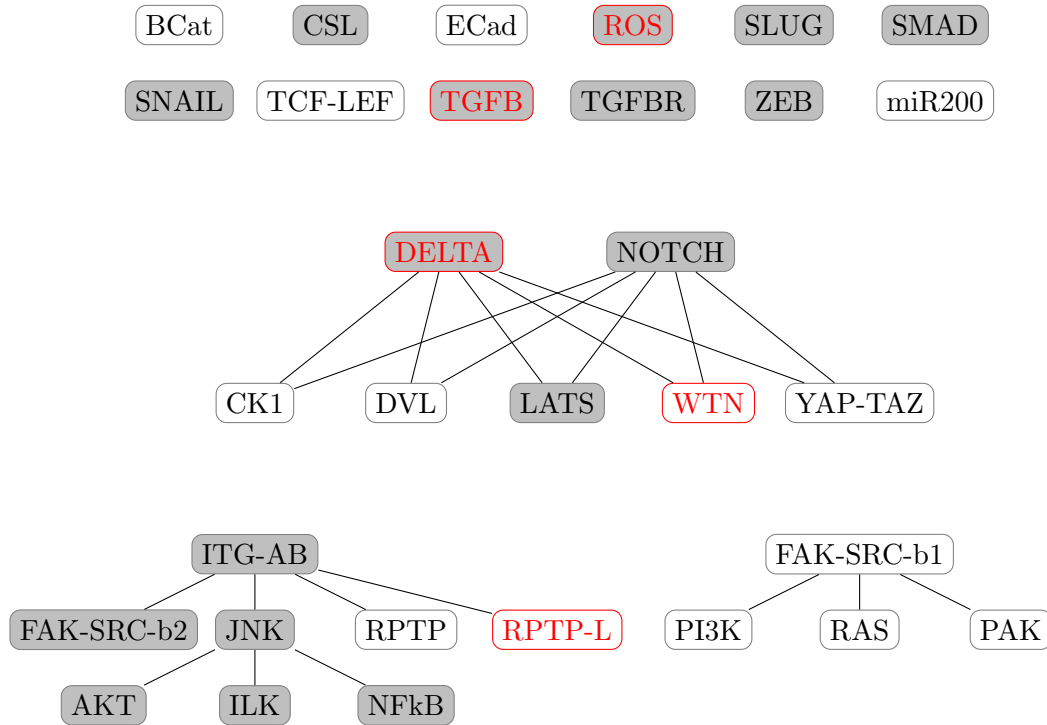 BCat CSL ECad ROS SLUG SMAD
SNAIL TCF-LEF TGFB TGFBR ZEB miR200
DELTA NOTCH
CK1 DVL LATS WTN YAP-TAZ
ITG-AB FAK-SRC-b1
FAK-SRC-b2 JNK RPTP RPTP-L PI3K RAS PAK
AKT ILK NFkB